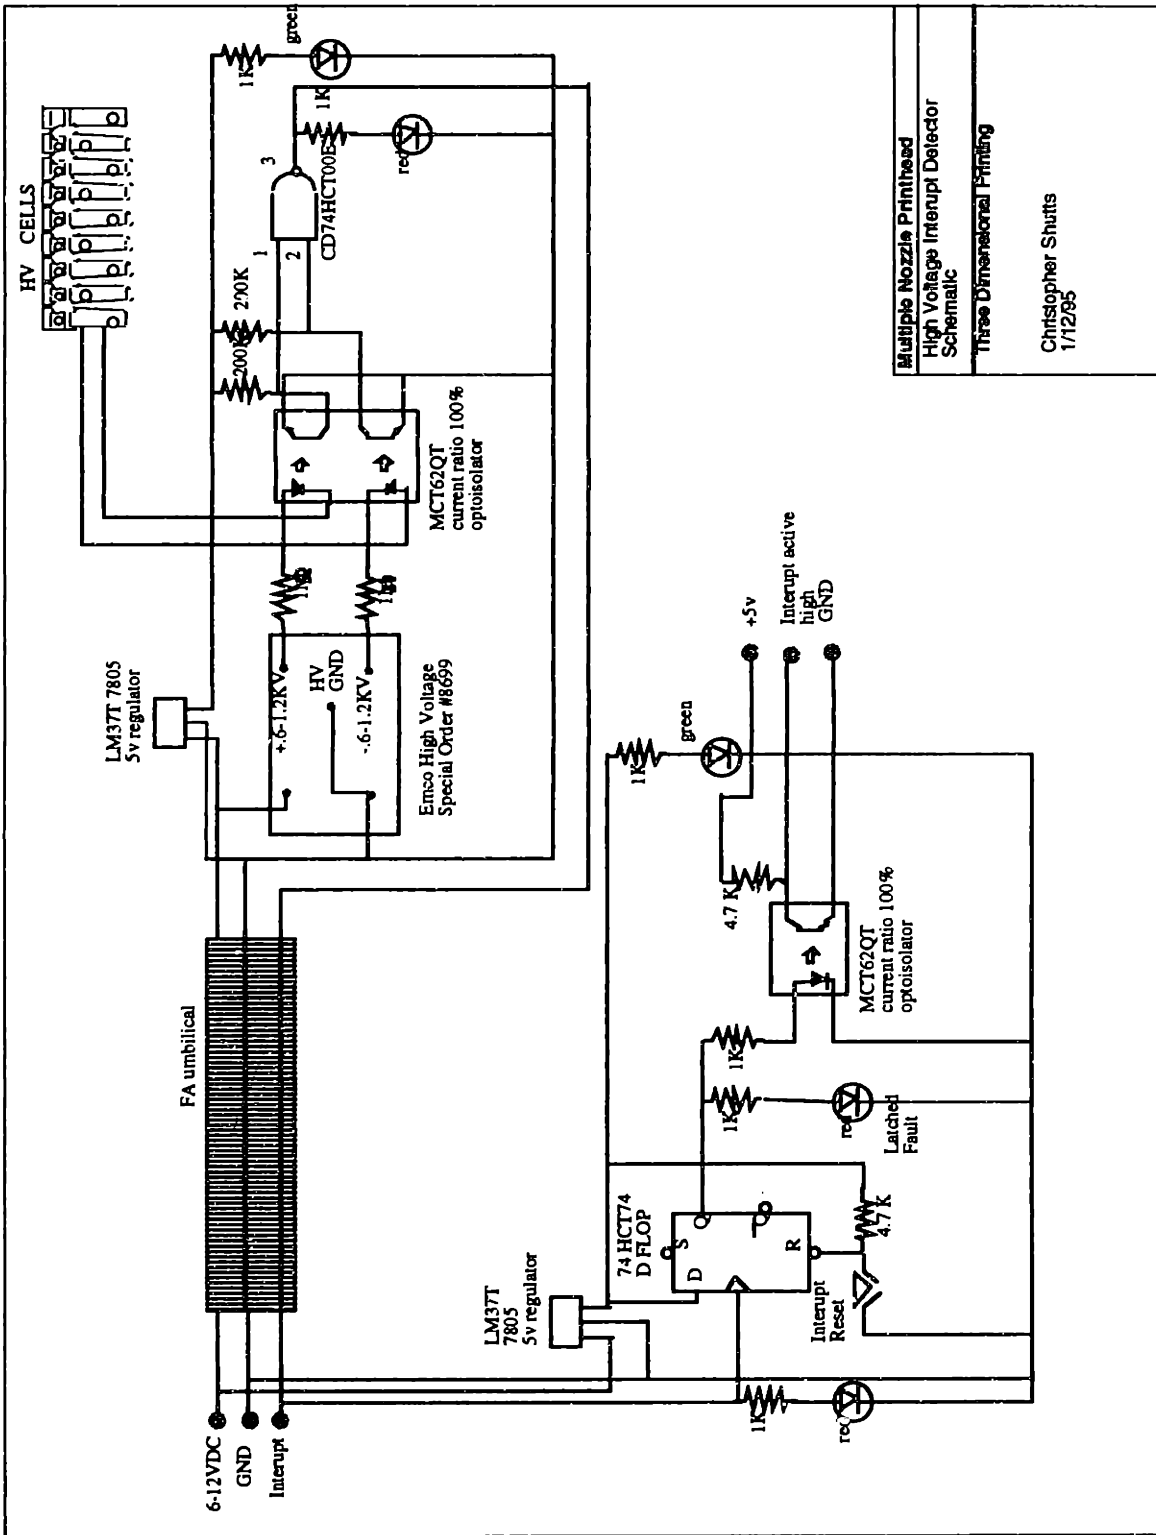 HV CELLS
green
1K
1K
red
3
CD74HCT00E
1
2
200K
200K
MCT62QT
current ratio 100%
optoisolator
LM37T 7805
5v regulator
+.6-1.2KV
HV
GND
-.6-1.2KV
Emco High Voltage
Special Order #8699
FA umbilical
6-12VDC
GND
Interupt
LM37T
7805
5v regulator
74 HCT74
D FLOP
S
D
R
Interupt
Reset
4.7 K
1K
red
1K
red
Latched
Fault
1K
MCT62QT
current ratio 100%
optoisolator
4.7 K
1K
green
+5v
Interupt active
high
GND
Multiple Nozzle Printhead
High Voltage Interupt Detector
Schematic
Three Dimensional Printing
Christopher Shutts
1/12/95